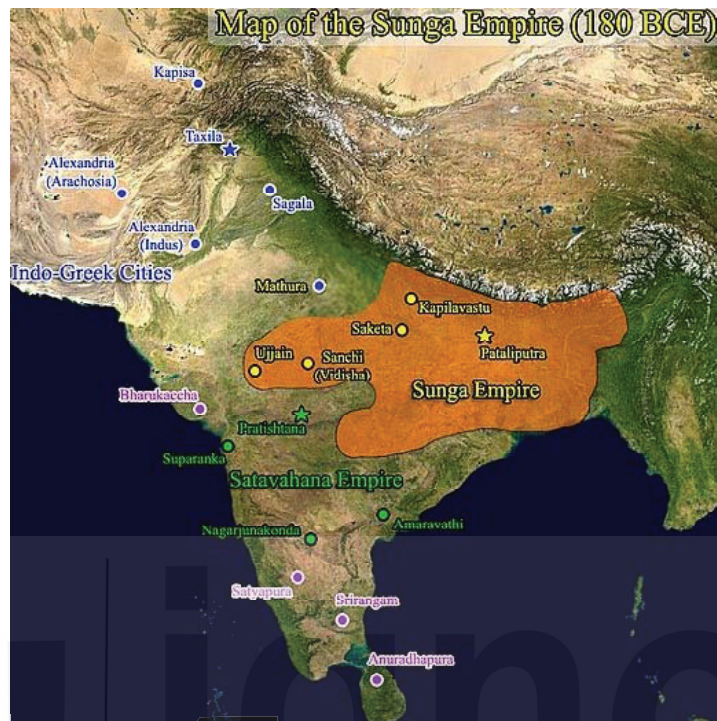 Map of the Sunga Empire (180 BCE)
Kapisa
Taxila
Alexandria
(Arachosia)
Sagala
Alexandria
(Indus)
Indo-Greek Cities
Mathura
Kapilavastu
Saketa
Pataliputra
Ujjain
Sanchi
(Vidisha)
Sunga Empire
Bharukaccha
Pratishtana
Suparanka
Satavahana Empire
Amaravathi
Nagarjunakonda
Satyapura
Srirangam
Anuradhapura